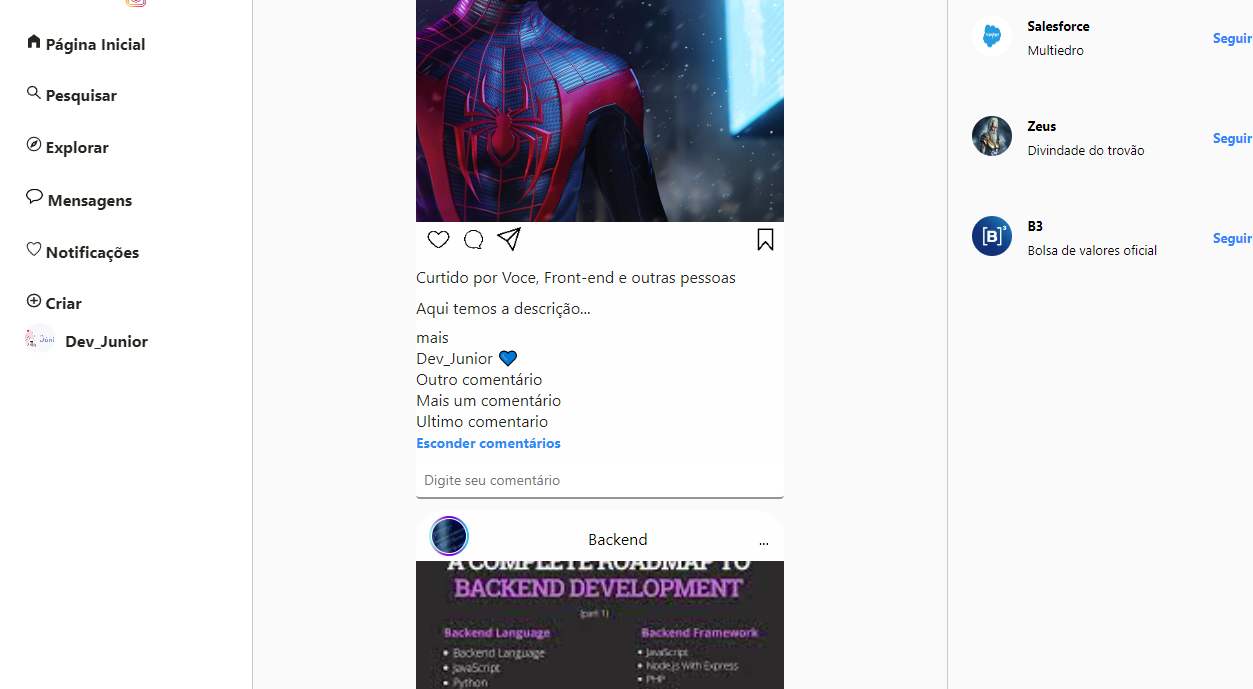 Página Inicial
Pesquisar
Explorar
Mensagens
Notificações
Criar
Dev_Junior
Curtido por Voce, Front-end e outras pessoas
Aqui temos a descrição...
mais
Dev_Junior 💙
Outro comentário
Mais um comentário
Ultimo comentario
Esconder comentários
Digite seu comentário
Backend
...
A COMPLETE ROADMAP TO
BACKEND DEVELOPMENT
(part 1)
Backend Language
• Backend Language
• JavaScript
• Python
Backend Framework
• JavaScript
• Node.js With Express
• PHP
Salesforce
Multiedro
Seguir
Zeus
Divindade do trovão
Seguir
[B]³
B3
Bolsa de valores oficial
Seguir